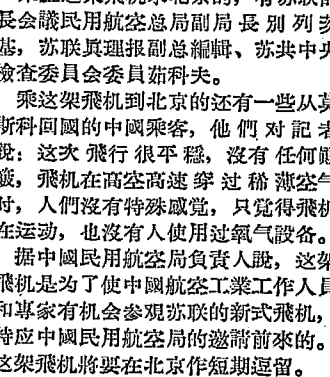 長会議民用航空总局副局長別列
基，苏联真理报副总編輯、苏共中央
檢查委員会委員茹科夫。
乘这架飛机到北京的还有一些从
斯科回國的中國乘客，他們对記者
說：这次飛行很平穩，沒有任何
，飛机在高空高速穿过稀薄空气
时，人們沒有特殊感覚，只覚得飛机
在运动，也沒有人使用过氧气設备。
据中國民用航空局負責人說，这架
飛机是为了使中國航空工業工作人員
和專家有机会参观苏联的新式飛机，
特应中國民用航空局的邀請前來的。
这架飛机將要在北京作短期逗留。